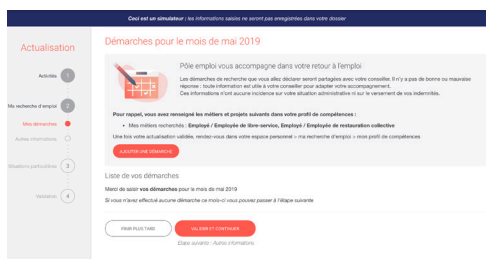 Ceci est un simulateur : les informations saisies ne seront pas enregistrées dans votre dossier
Actualisation
Activités 1
Ma recherche d'emploi 2
Mes démarches
Autres informations
Situations particulières 3
Validation 4
Démarches pour le mois de mai 2019
Pôle emploi vous accompagne dans votre retour à l'emploi
Les démarches de recherche que vous allez déclarer seront partagées avec votre conseiller. Il n'y a pas de bonne ou mauvaise
réponse : toute information est utile à votre conseiller pour adapter votre accompagnement.
Ces informations n'ont aucune incidence sur votre situation administrative ni sur le versement de vos indemnités.
Pour rappel, vous avez renseigné les métiers et projets suivants dans votre profil de compétences :
• Mes métiers recherchés : Employé / Employée de libre-service, Employé / Employée de restauration collective
Une fois votre actualisation validée, rendez-vous dans votre espace personnel > ma recherche d'emploi > mon profil de compétences
AJOUTER UNE DÉMARCHE
Liste de vos démarches
Merci de saisir vos démarches pour le mois de mai 2019
Si vous n'avez effectué aucune démarche ce mois-ci vous pouvez passer à l'étape suivante
FINIR PLUS TARD
VALIDER ET CONTINUER
Etape suivante : Autres informations